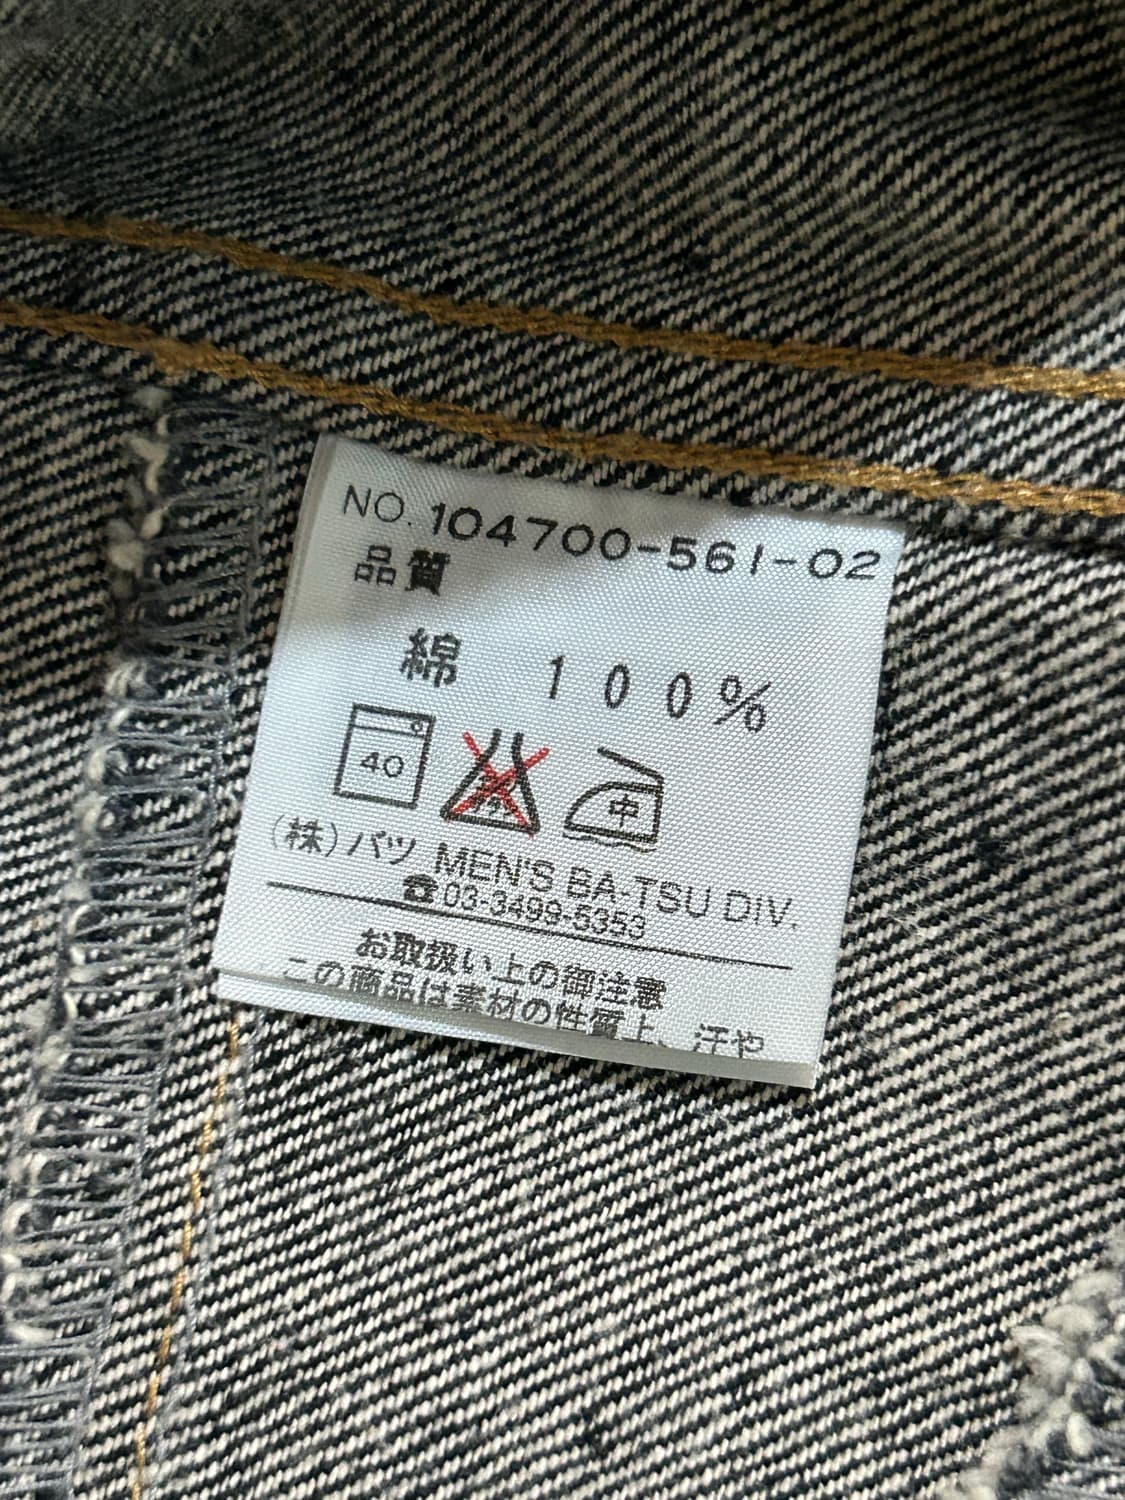 NO. 104700-561-02
品質
綿 100%
40
中
(株)バツ MEN'S BA-TSU DIV.
☎03-3499-5353
お取扱い上の御注意
この商品は素材の性質上、汗や